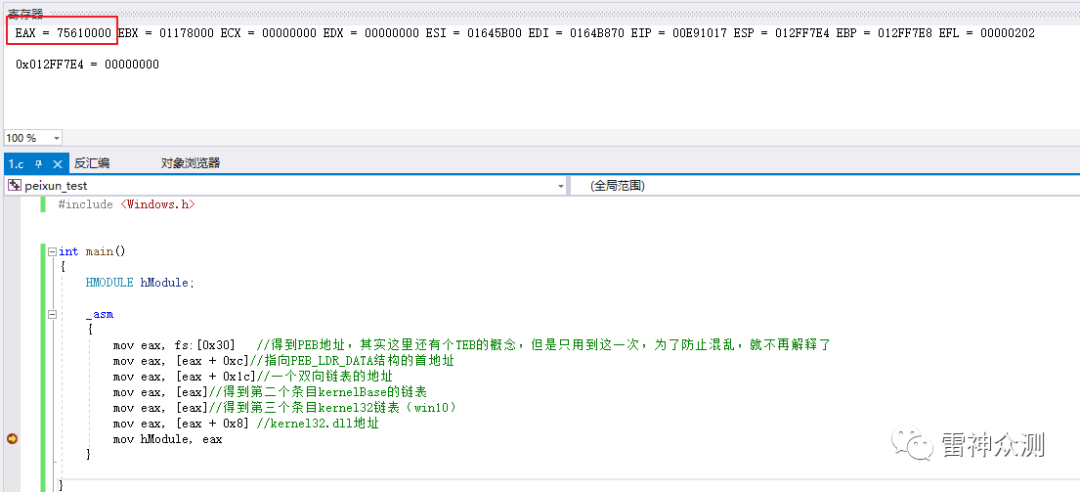 寄存器
EAX = 75610000 EBX = 01178000 ECX = 00000000 EDX = 00000000 ESI = 01645B00 EDI = 0164B870 EIP = 00E91017 ESP = 012FF7E4 EBP = 012FF7E8 EFL = 00000202
0x012FF7E4 = 00000000
100 %
1.c 反汇编 对象浏览器
peixun_test (全局范围)
#include <Windows.h>
int main()
{
HMODULE hModule;
_asm
{
mov eax, fs:[0x30] //得到PEB地址，其实这里还有个TEB的概念，但是只用到这一次，为了防止混乱，就不再解释了
mov eax, [eax + 0xc]//指向PEB_LDR_DATA结构的首地址
mov eax, [eax + 0x1c]//一个双向链表的地址
mov eax, [eax]//得到第二个条目kernelBase的链表
mov eax, [eax]//得到第三个条目kernel32链表（win10）
mov eax, [eax + 0x8] //kernel32.dll地址
mov hModule, eax
}
}
雷神众测